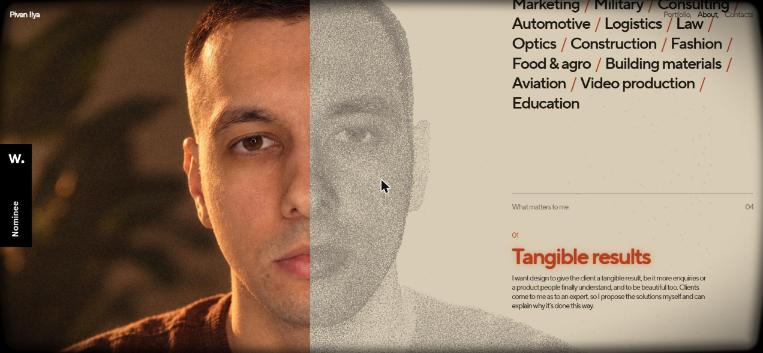 Piven Ilya
Portfolio, About, Contacts
Marketing / Military / Consulting /
Automotive / Logistics / Law /
Optics / Construction / Fashion /
Food & agro / Building materials /
Aviation / Video production /
Education
W.
Nominee
What matters to me
04
01
Tangible results
I want design to give the client a tangible result, be it more enquiries or
a product people finally understand, and to be beautiful too. Clients
come to me as to an expert, so I propose the solutions myself and can
explain why it's done this way.